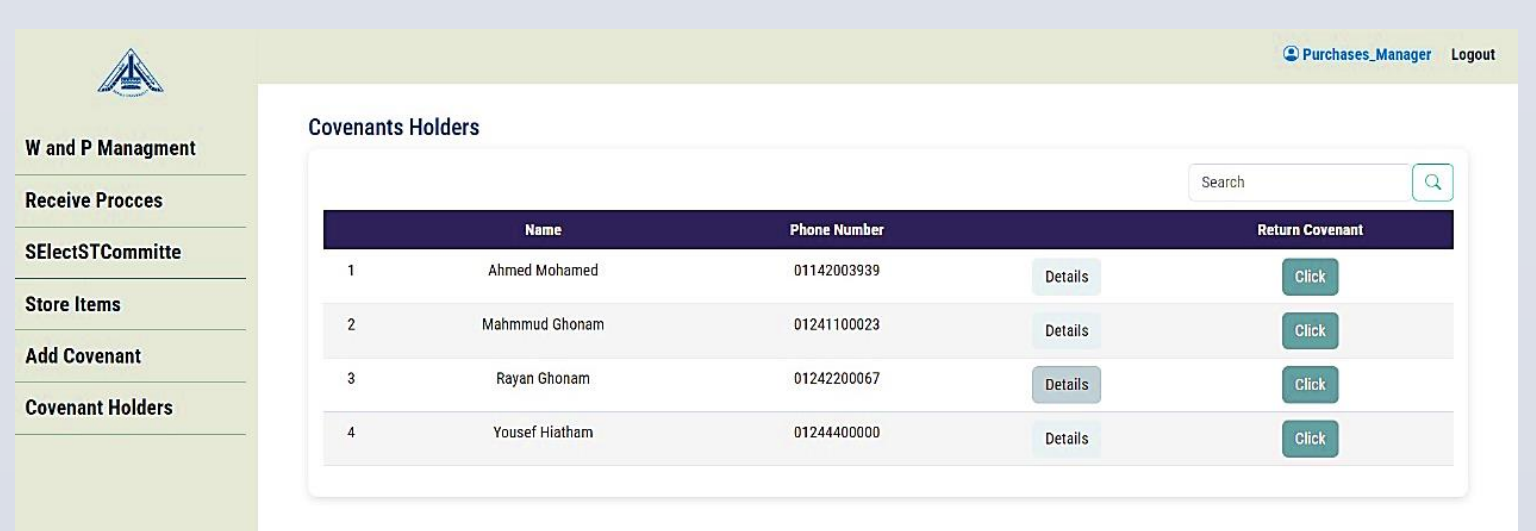 Purchases_Manager Logout
W and P Managment
Receive Procces
SElectSTCommitte
Store Items
Add Covenant
Covenant Holders
Covenants Holders
Search
Name Phone Number Return Covenant
1 Ahmed Mohamed 01142003939 Details Click
2 Mahmmud Ghonam 01241100023 Details Click
3 Rayan Ghonam 01242200067 Details Click
4 Yousef Hiatham 01244400000 Details Click